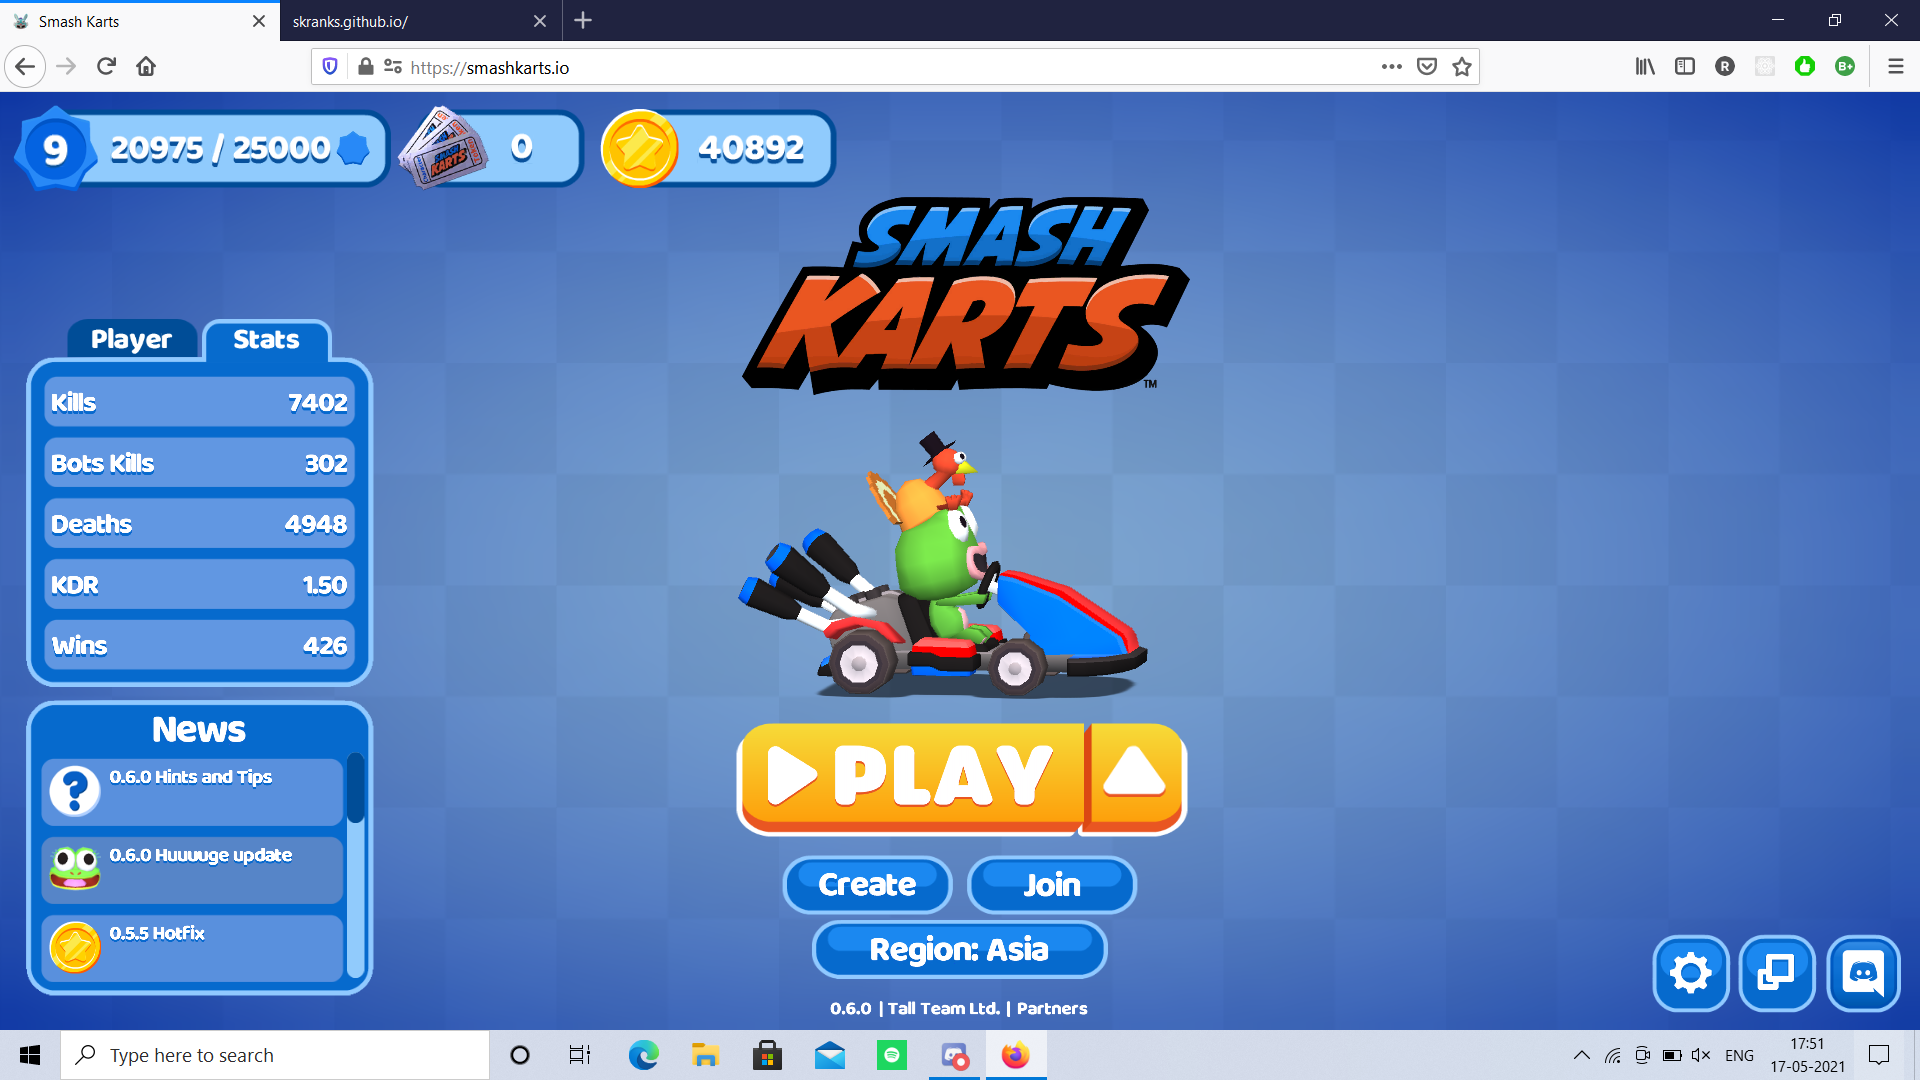 Smash Karts
skranks.github.io/
https://smashkarts.io
R
B+
9
20975 / 25000
SMASH
KARTS
0
40892
SMASH
KARTS
TM
Player
Stats
Kills
7402
Bots Kills
302
Deaths
4948
KDR
1.50
Wins
426
News
?
0.6.0 Hints and Tips
0.6.0 Huuuuge update
0.5.5 Hotfix
PLAY
Create
Join
Region: Asia
0.6.0 | Tall Team Ltd. | Partners
Type here to search
ENG
17:51
17-05-2021